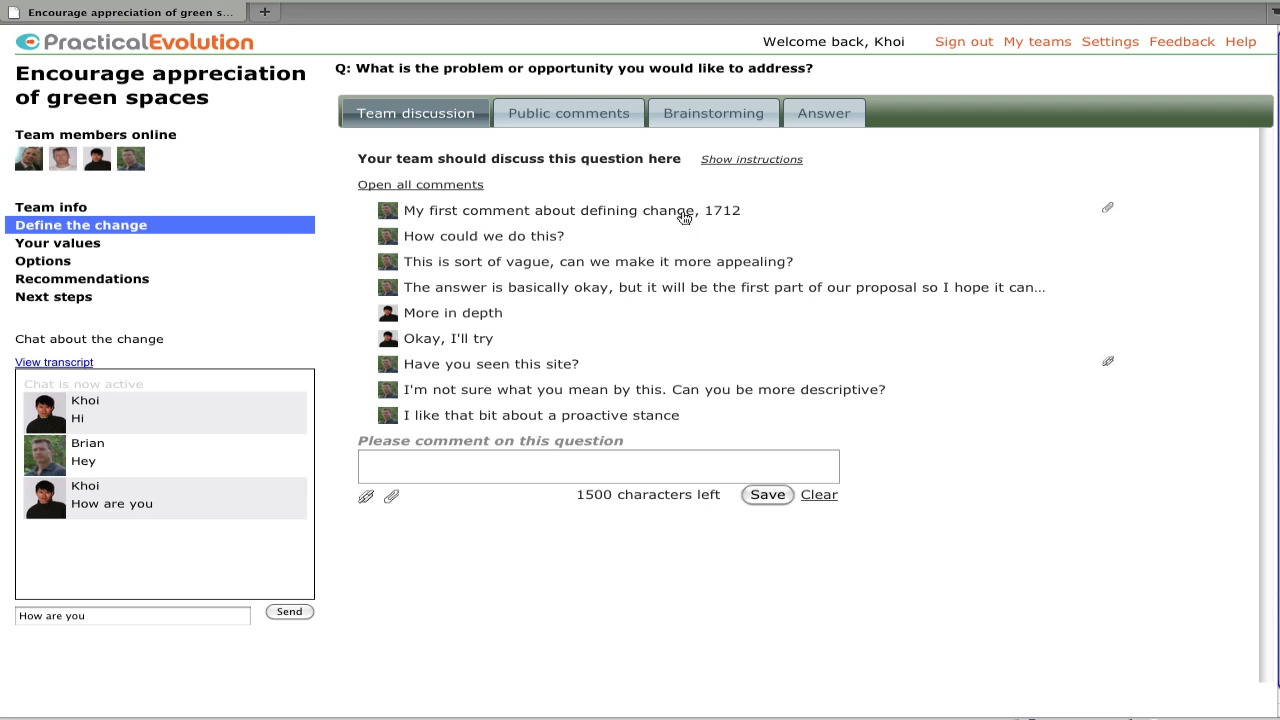 Encourage appreciation of green s...
+
PracticalEvolution
Welcome back, Khoi Sign out My teams Settings Feedback Help
Encourage appreciation
of green spaces
Team members online
Team info
Define the change
Your values
Options
Recommendations
Next steps
Chat about the change
View transcript
Chat is now active
Khoi
Hi
Brian
Hey
Khoi
How are you
How are you
Send
Q: What is the problem or opportunity you would like to address?
Team discussion Public comments Brainstorming Answer
Your team should discuss this question here Show instructions
Open all comments
My first comment about defining change, 1712
How could we do this?
This is sort of vague, can we make it more appealing?
The answer is basically okay, but it will be the first part of our proposal so I hope it can...
More in depth
Okay, I'll try
Have you seen this site?
I'm not sure what you mean by this. Can you be more descriptive?
I like that bit about a proactive stance
Please comment on this question
1500 characters left Save Clear